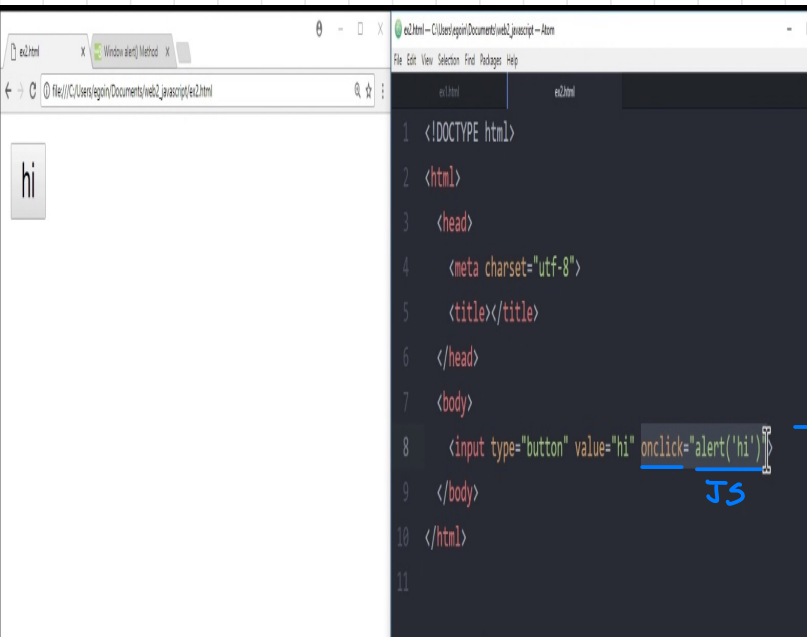 ex2.html
Window alert() Method
file:///C:/Users/egoin/Documents/web2_javascript/ex2.html
hi
ex2.html — C:\Users\egoin\Documents\web2_javascript — Atom
File Edit View Selection Find Packages Help
ex1.html ex2.html
1 <!DOCTYPE html>
2 <html>
3 <head>
4 <meta charset="utf-8">
5 <title></title>
6 </head>
7 <body>
8 <input type="button" value="hi" onclick="alert('hi')">
JS
9 </body>
10 </html>
11